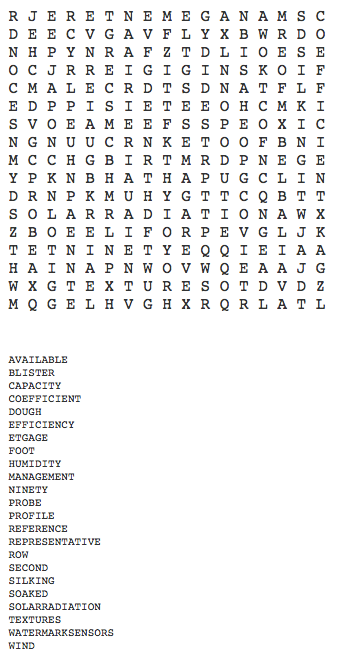 R J E R E T N E M E G A N A M S C
D E E C V G A V F L Y X B W R D O
N H P Y N R A F Z T D L I O E S E
O C J R R E I G I G I N S K O I F
C M A L E C R D T S D N A T F L F
E D P P I S I E T E E O H C M K I
S V O E A M E E F S S P E O X I C
N G N U U C R N K E T O O F B N I
M C C H G B I R T M R D P N E G E
Y P K N B H A T H A P U G C L I N
D R N P K M U H Y G T T C Q B T T
S O L A R R A D I A T I O N A W X
Z B O E E L I F O R P E V G L J K
T E T N I N E T Y E Q Q I E I A A
H A I N A P N W O V W Q E A A J G
W X G T E X T U R E S O T D V D Z
M Q G E L H V G H X R Q R L A T L
AVAILABLE
BLISTER
CAPACITY
COEFFICIENT
DOUGH
EFFICIENCY
ETGAGE
FOOT
HUMIDITY
MANAGEMENT
NINETY
PROBE
PROFILE
REFERENCE
REPRESENTATIVE
ROW
SECOND
SILKING
SOAKED
SOLARRADIATION
TEXTURES
WATERMARKSENSORS
WIND